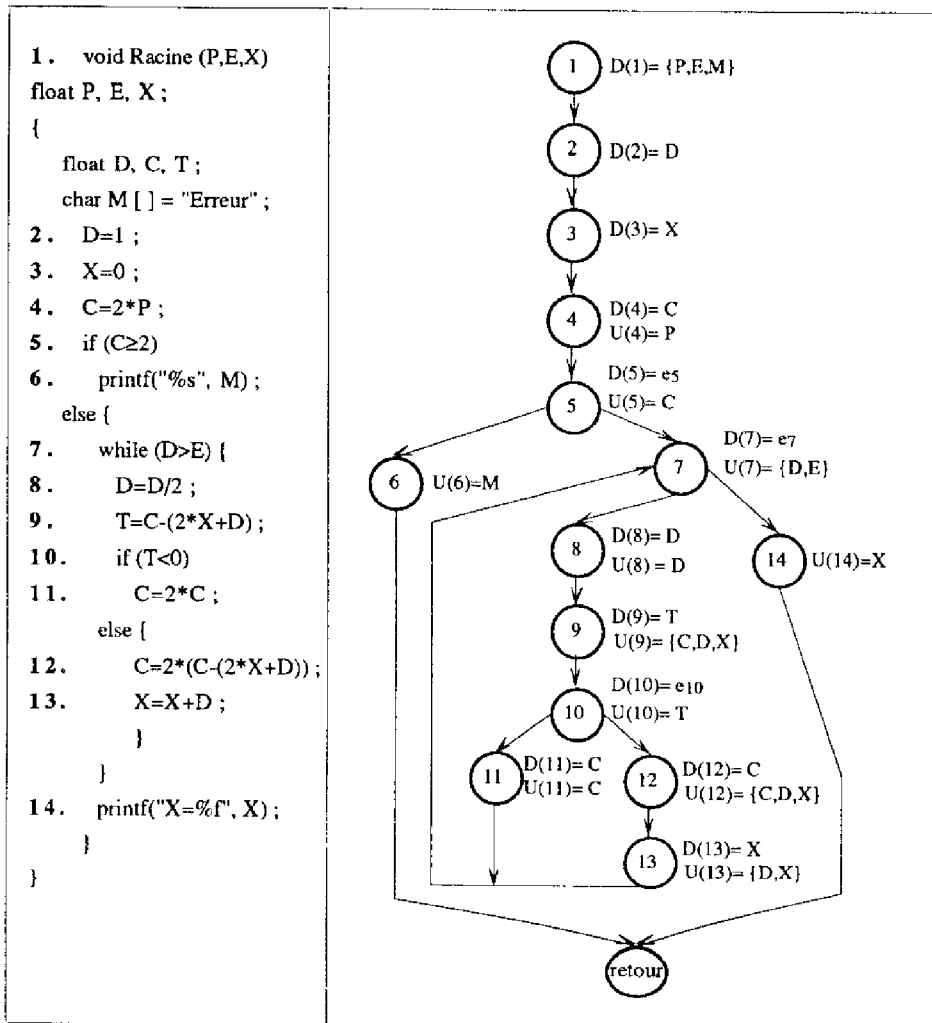 1. void Racine (P,E,X)
float P, E, X ;
{
float D, C, T ;
char M [ ] = "Erreur" ;
2. D=1 ;
3. X=0 ;
4. C=2*P ;
5. if (C≥2)
6. printf("%s", M) ;
else {
7. while (D>E) {
8. D=D/2 ;
9. T=C-(2*X+D) ;
10. if (T<0)
11. C=2*C ;
else {
12. C=2*(C-(2*X+D)) ;
13. X=X+D ;
}
}
14. printf("X=%f", X) ;
}
}
1 D(1)= {P,E,M}
2 D(2)= D
3 D(3)= X
4 D(4)= C
U(4)= P
D(5)= e5
5 U(5)= C
D(7)= e7
7 U(7)= {D,E}
6 U(6)=M
8 D(8)= D
U(8) = D
14 U(14)=X
9 D(9)= T
U(9)= {C,D,X}
D(10)= e10
10 U(10)= T
11 D(11)= C
U(11)= C
12 D(12)= C
U(12)= {C,D,X}
13 D(13)= X
U(13)= {D,X}
retour